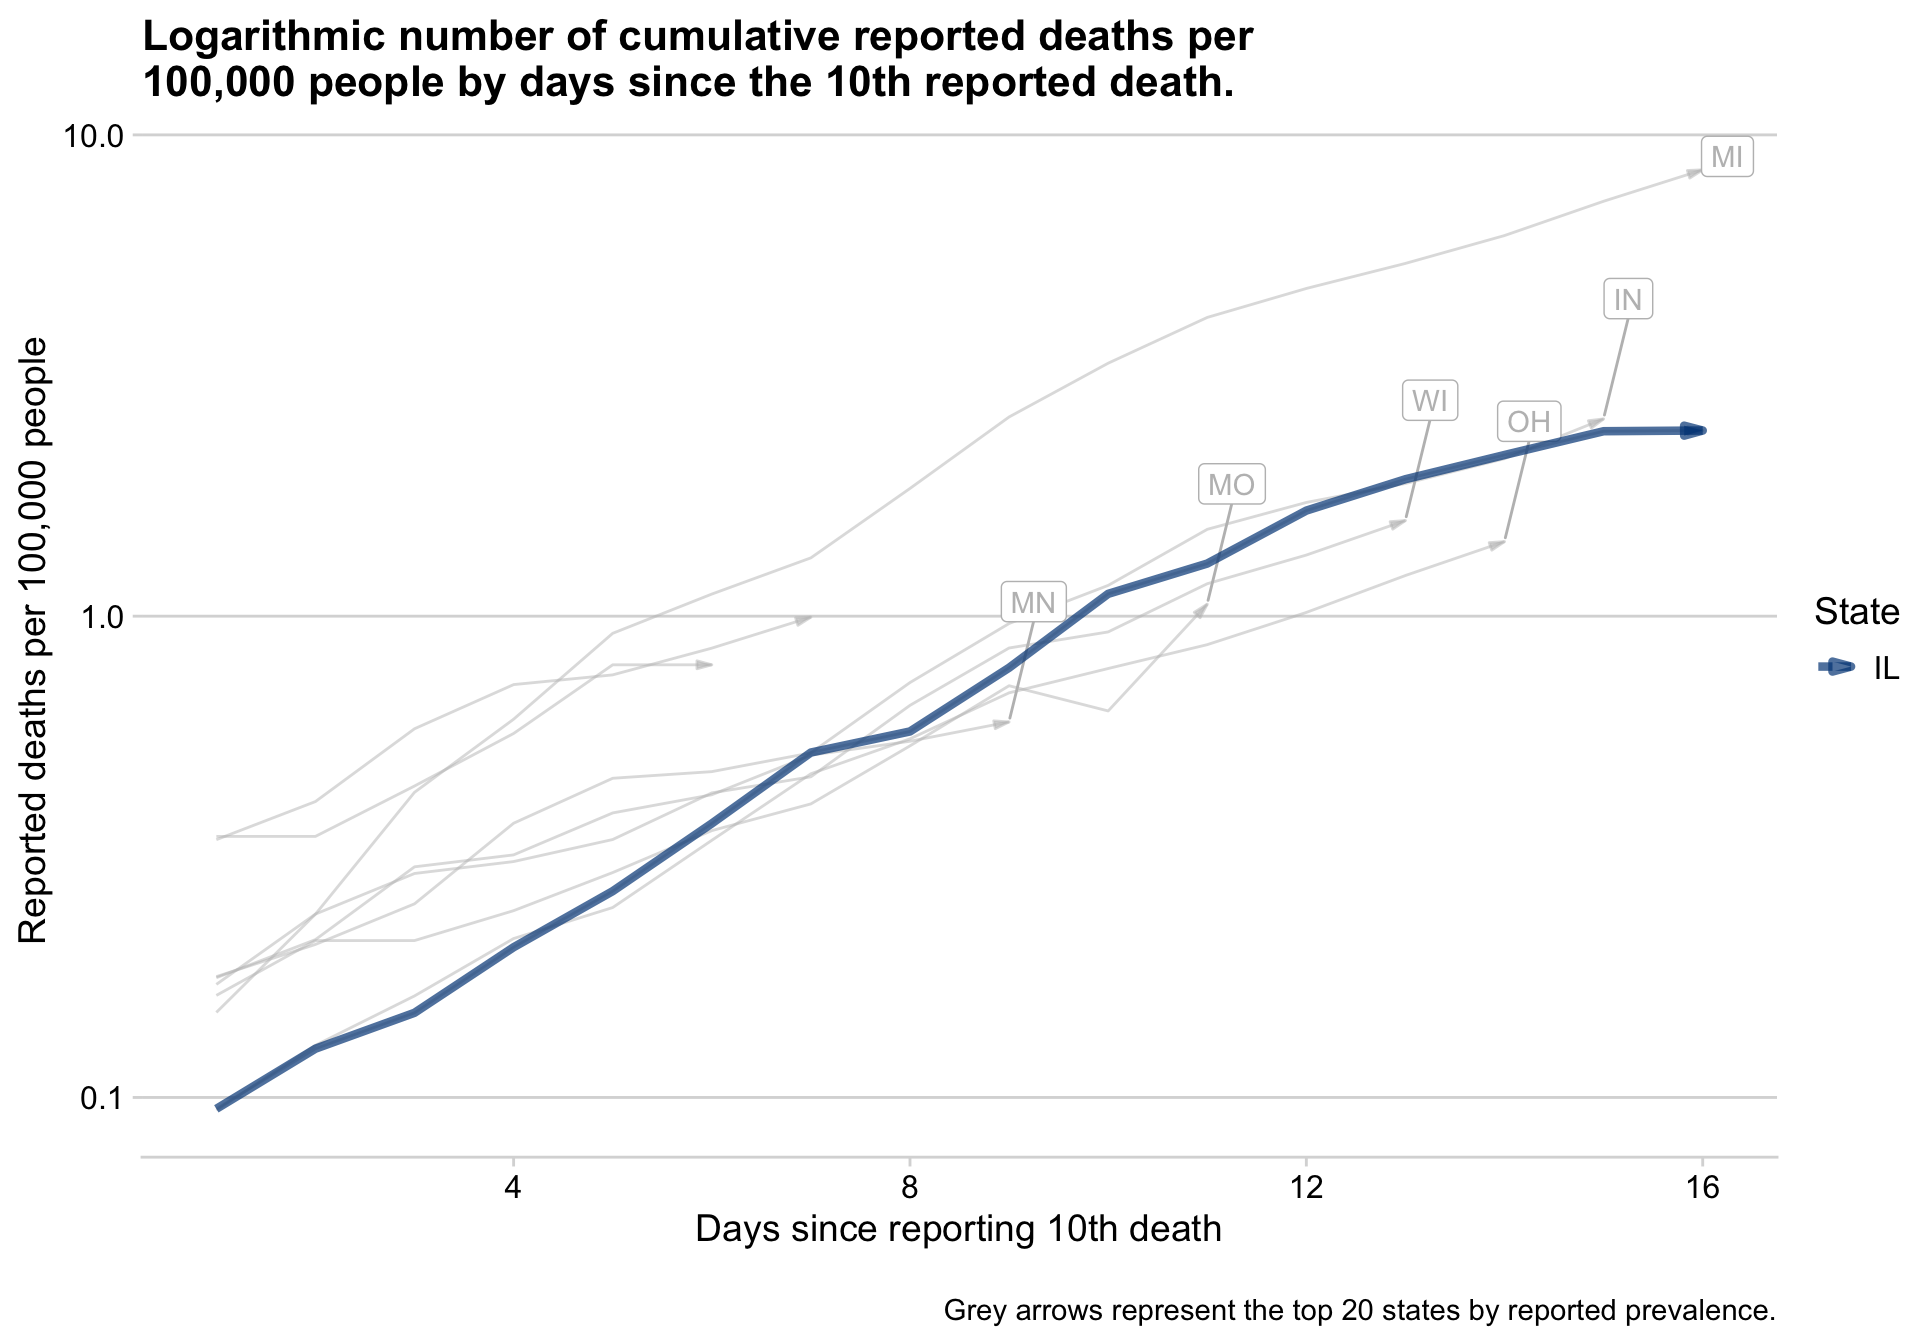 Logarithmic number of cumulative reported deaths per
100,000 people by days since the 10th reported death.
10.0
MI
IN
WI
OH
MO
MN
1.0
0.1
Reported deaths per 100,000 people
4
8
12
16
Days since reporting 10th death
State
IL
Grey arrows represent the top 20 states by reported prevalence.